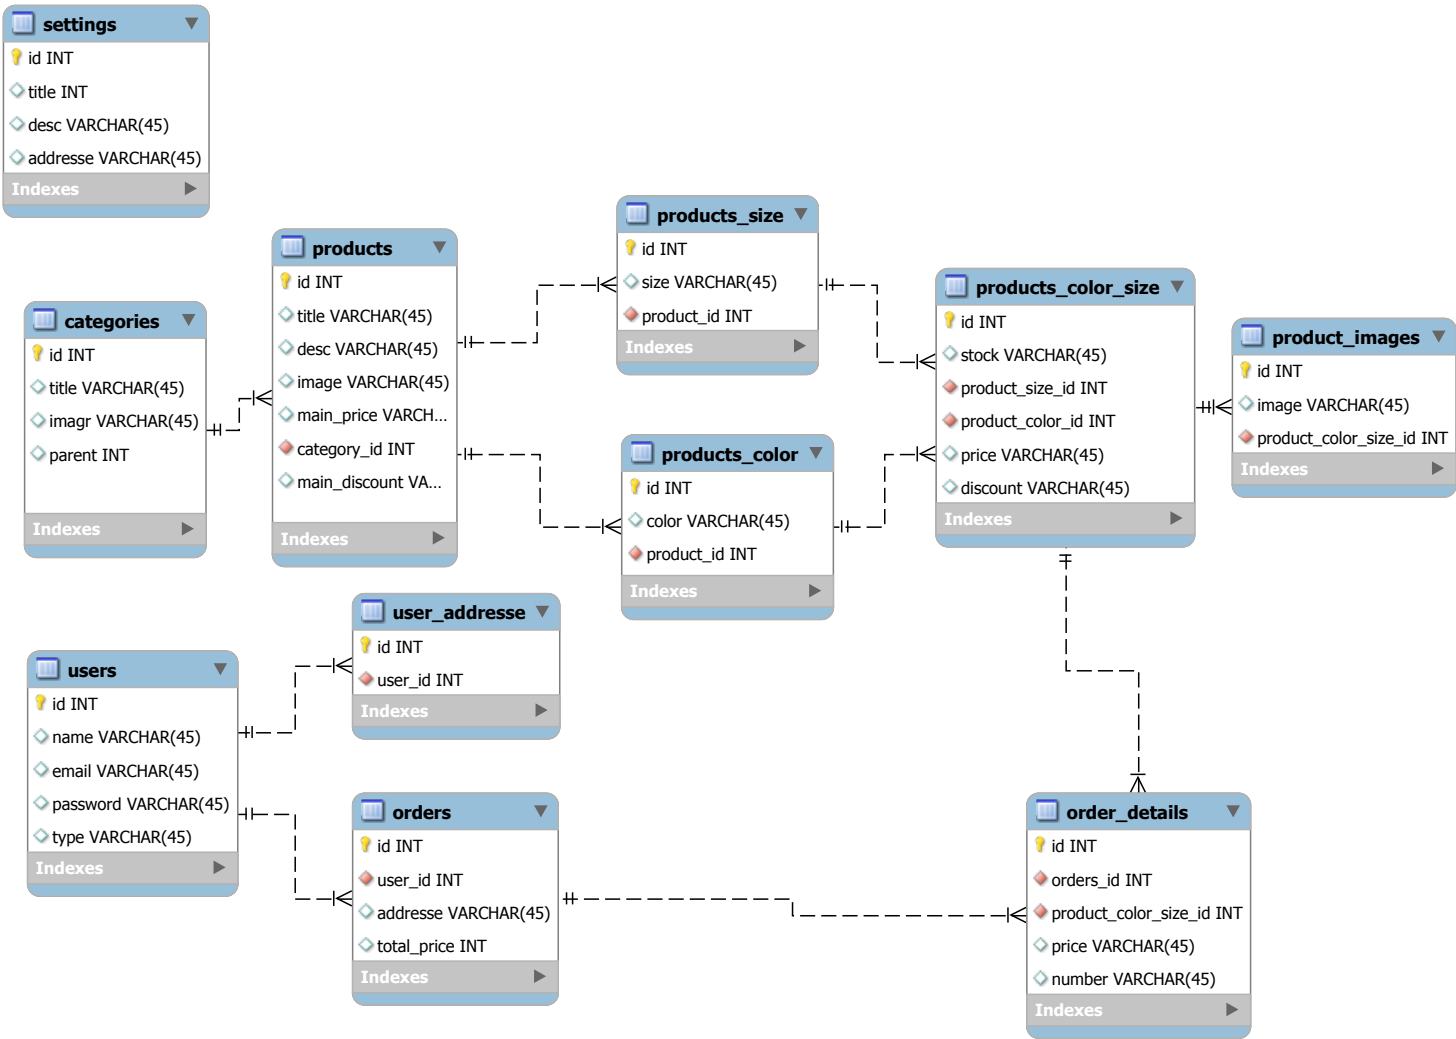 settings
id INT
title INT
desc VARCHAR(45)
addresse VARCHAR(45)
Indexes
categories
id INT
title VARCHAR(45)
imagr VARCHAR(45)
parent INT
Indexes
products
id INT
title VARCHAR(45)
desc VARCHAR(45)
image VARCHAR(45)
main_price VARCH...
category_id INT
main_discount VA...
Indexes
products_size
id INT
size VARCHAR(45)
product_id INT
Indexes
products_color
id INT
color VARCHAR(45)
product_id INT
Indexes
products_color_size
id INT
stock VARCHAR(45)
product_size_id INT
product_color_id INT
price VARCHAR(45)
discount VARCHAR(45)
Indexes
product_images
id INT
image VARCHAR(45)
product_color_size_id INT
Indexes
users
id INT
name VARCHAR(45)
email VARCHAR(45)
password VARCHAR(45)
type VARCHAR(45)
Indexes
user_addresse
id INT
user_id INT
Indexes
orders
id INT
user_id INT
addresse VARCHAR(45)
total_price INT
Indexes
order_details
id INT
orders_id INT
product_color_size_id INT
price VARCHAR(45)
number VARCHAR(45)
Indexes